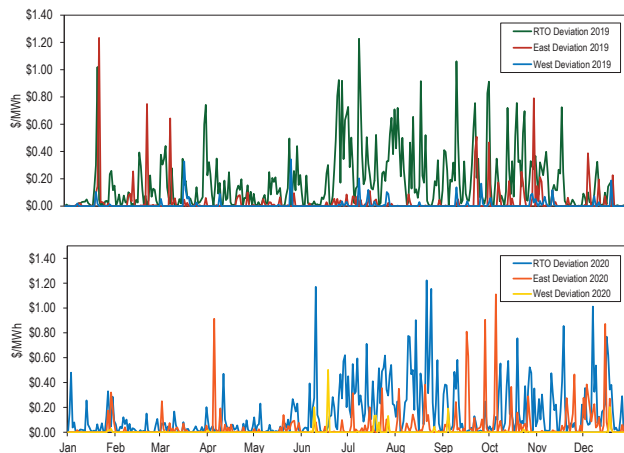 $1.40
$1.20
$1.00
$0.80
$0.60
$0.40
$0.20
$0.00
$/MWh
RTO Deviation 2019
East Deviation 2019
West Deviation 2019
$1.40
$1.20
$1.00
$0.80
$0.60
$0.40
$0.20
$0.00
$/MWh
RTO Deviation 2020
East Deviation 2020
West Deviation 2020
Jan Feb Mar Apr May Jun Jul Aug Sep Oct Nov Dec